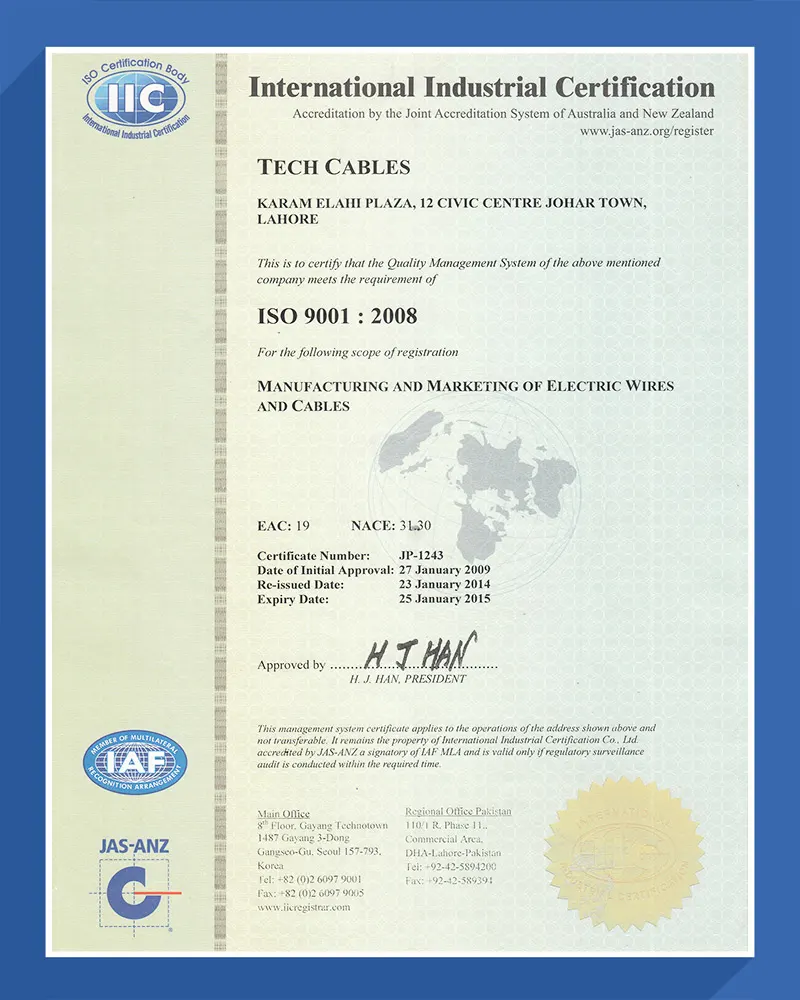 ISO Certification Body
IIC
International Industrial Certification
International Industrial Certification
Accreditation by the Joint Accreditation System of Australia and New Zealand
www.jas-anz.org/register
TECH CABLES
KARAM ELAHI PLAZA, 12 CIVIC CENTRE JOHAR TOWN,
LAHORE
This is to certify that the Quality Management System of the above mentioned
company meets the requirement of
ISO 9001 : 2008
For the following scope of registration
MANUFACTURING AND MARKETING OF ELECTRIC WIRES
AND CABLES
EAC: 19 NACE: 31.30
Certificate Number: JP-1243
Date of Initial Approval: 27 January 2009
Re-issued Date: 23 January 2014
Expiry Date: 25 January 2015
H J HAN
Approved by
H. J. HAN, PRESIDENT
This management system certificate applies to the operations of the address shown above and
not transferable. It remains the property of International Industrial Certification Co., Ltd.
accredited by JAS-ANZ a signatory of IAF MLA and is valid only if regulatory surveillance
audit is conducted within the required time.
MEMBER OF MULTILATERAL
IAF
RECOGNITION ARRANGEMENT
JAS-ANZ
Main Office
8th Floor, Gayang Technotown
1487 Gayang 3-Dong
Gangseo-Gu, Seoul 157-793,
Korea
Tel: +82 (0)2 6097 9001
Fax: +82 (0)2 6097 9005
www.iicregistrar.com
Regional Office Pakistan
110/1 R, Phase 11.,
Commercial Area,
DHA-Lahore-Pakistan
Tel: +92-42-5894200
Fax: +92-42-589391
INTERNATIONAL